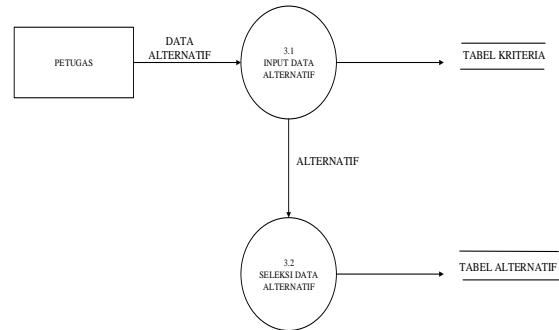 PETUGAS
DATA
ALTERNATIF
3.1
INPUT DATA
ALTERNATIF
TABEL KRITERIA
ALTERNATIF
3.2
SELEKSI DATA
ALTERNATIF
TABEL ALTERNATIF